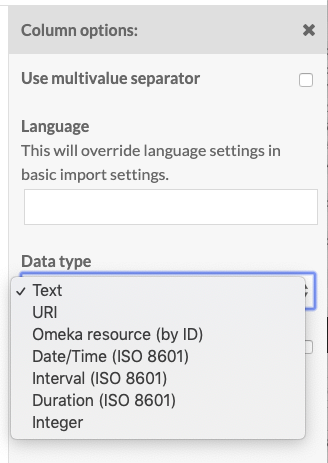 Column options:
Use multivalue separator
Language
This will override language settings in
basic import settings.
Data type
Text
URI
Omeka resource (by ID)
Date/Time (ISO 8601)
Interval (ISO 8601)
Duration (ISO 8601)
Integer